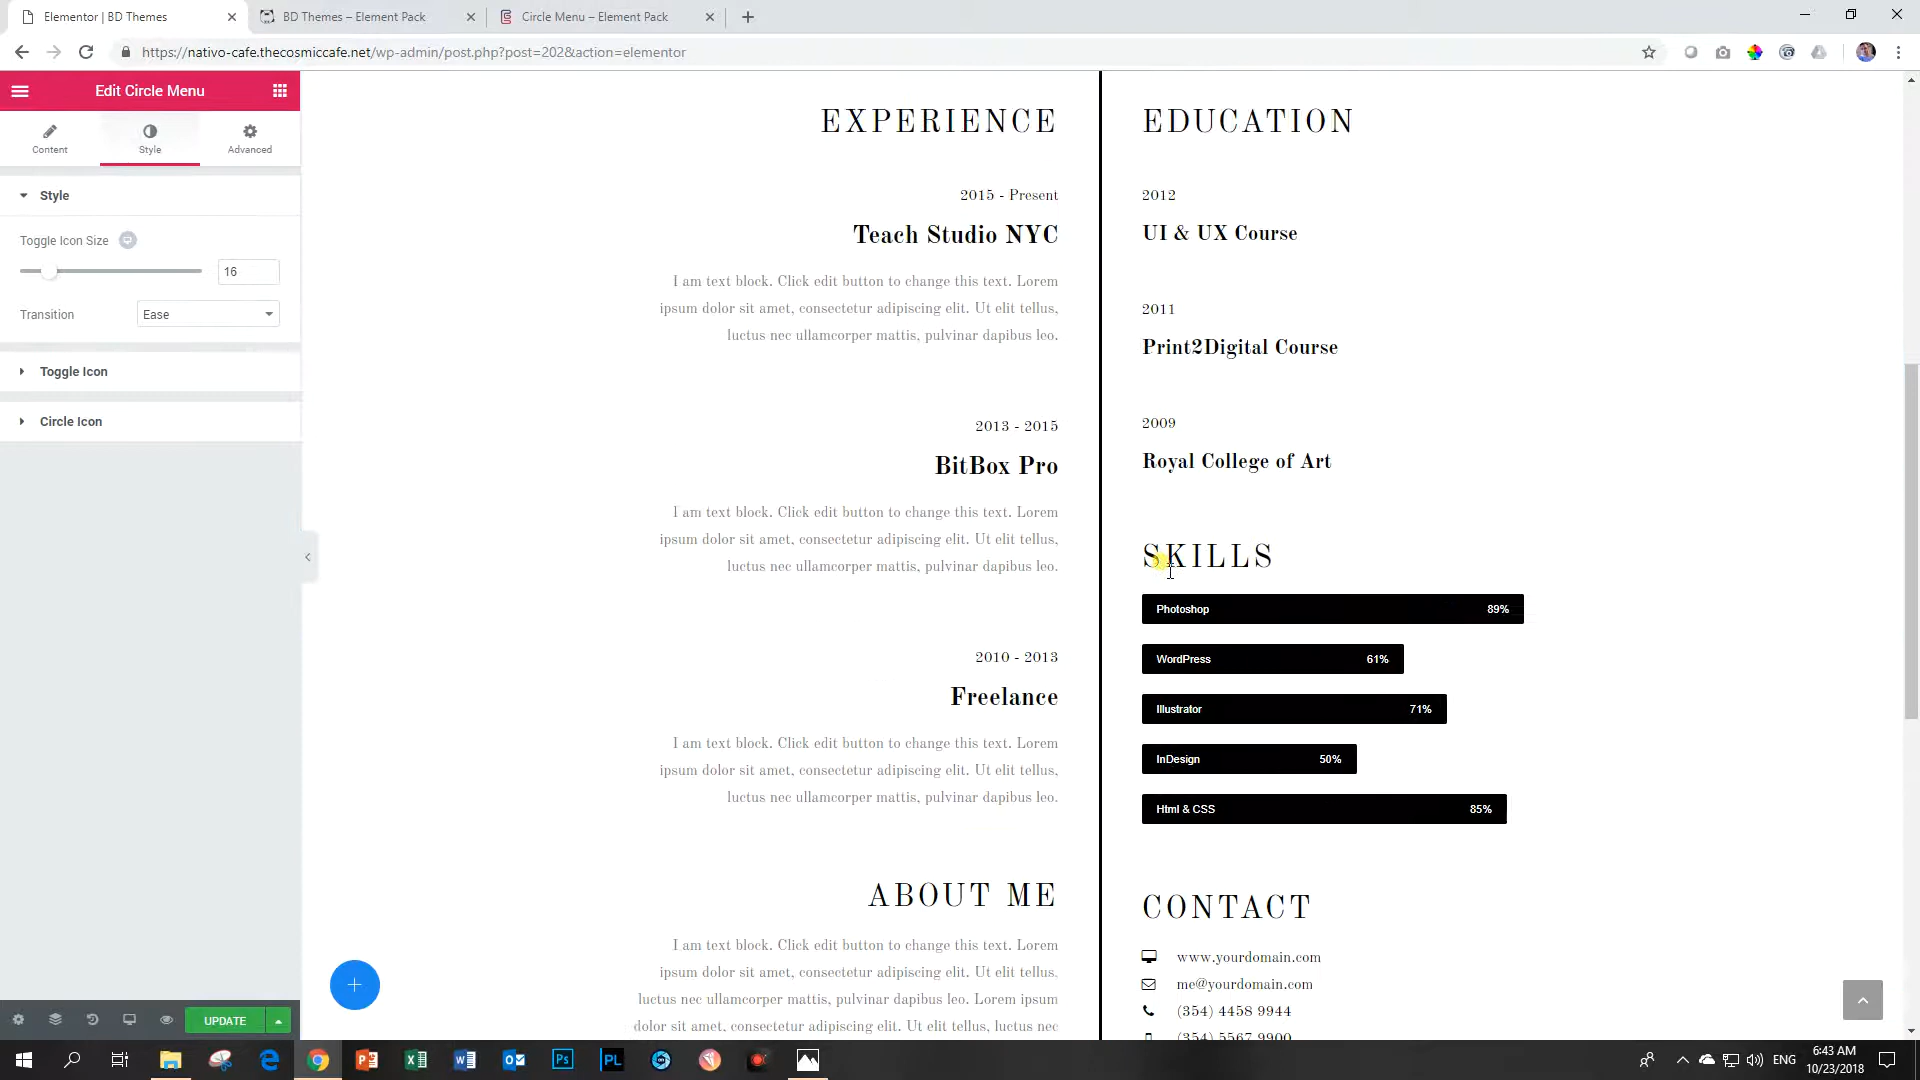 Elementor | BD Themes
BD Themes – Element Pack
Circle Menu – Element Pack
https://nativo-cafe.thecosmiccafe.net/wp-admin/post.php?post=202&action=elementor
Edit Circle Menu
Content
Style
Advanced
Style
Toggle Icon Size
16
Transition
Ease
Toggle Icon
Circle Icon
UPDATE
EXPERIENCE
2015 - Present
Teach Studio NYC
I am text block. Click edit button to change this text. Lorem
ipsum dolor sit amet, consectetur adipiscing elit. Ut elit tellus,
luctus nec ullamcorper mattis, pulvinar dapibus leo.
2013 - 2015
BitBox Pro
I am text block. Click edit button to change this text. Lorem
ipsum dolor sit amet, consectetur adipiscing elit. Ut elit tellus,
luctus nec ullamcorper mattis, pulvinar dapibus leo.
2010 - 2013
Freelance
I am text block. Click edit button to change this text. Lorem
ipsum dolor sit amet, consectetur adipiscing elit. Ut elit tellus,
luctus nec ullamcorper mattis, pulvinar dapibus leo.
ABOUT ME
I am text block. Click edit button to change this text. Lorem
ipsum dolor sit amet, consectetur adipiscing elit. Ut elit tellus,
luctus nec ullamcorper mattis, pulvinar dapibus leo. Lorem ipsum
dolor sit amet, consectetur adipiscing elit. Ut elit tellus, luctus nec
EDUCATION
2012
UI & UX Course
2011
Print2Digital Course
2009
Royal College of Art
SKILLS
Photoshop 89%
WordPress 61%
Illustrator 71%
InDesign 50%
Html & CSS 85%
CONTACT
www.yourdomain.com
me@yourdomain.com
(354) 4458 9944
(354) 5567 9900
Ps
PL
ENG
6:43 AM
10/23/2018